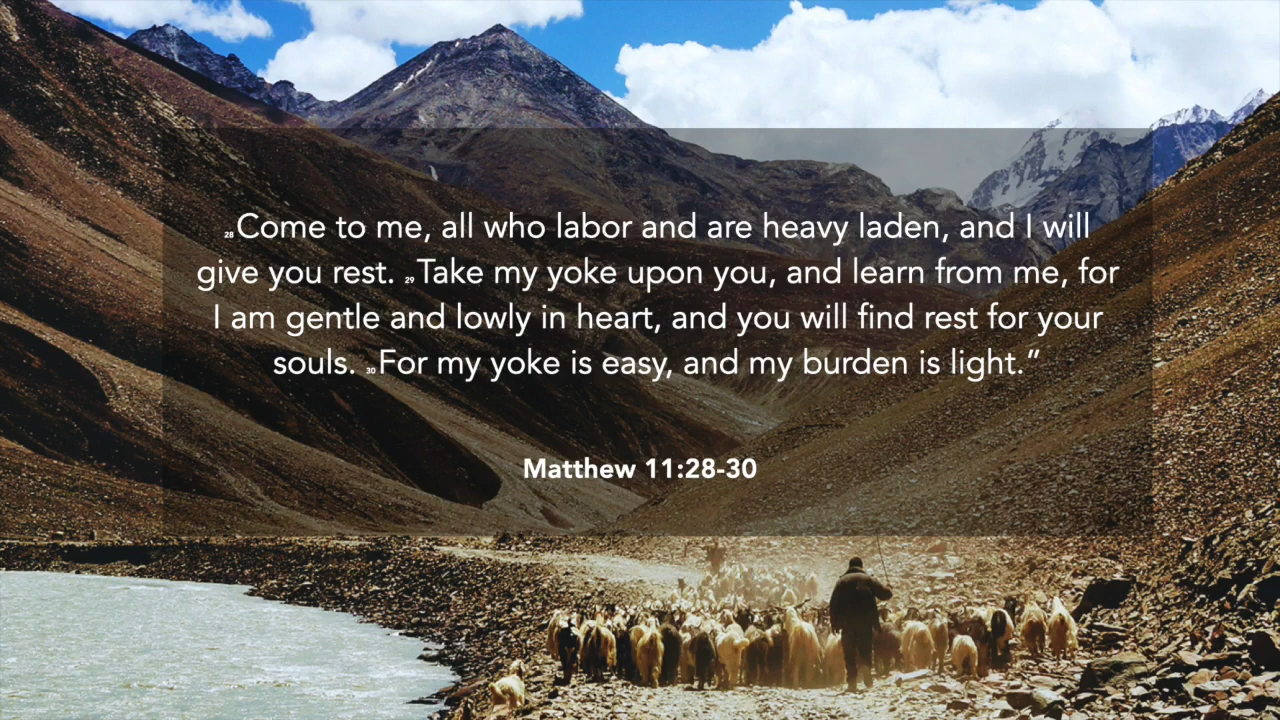 28Come to me, all who labor and are heavy laden, and I will
give you rest. 29Take my yoke upon you, and learn from me, for
I am gentle and lowly in heart, and you will find rest for your
souls. 30For my yoke is easy, and my burden is light.”
Matthew 11:28-30